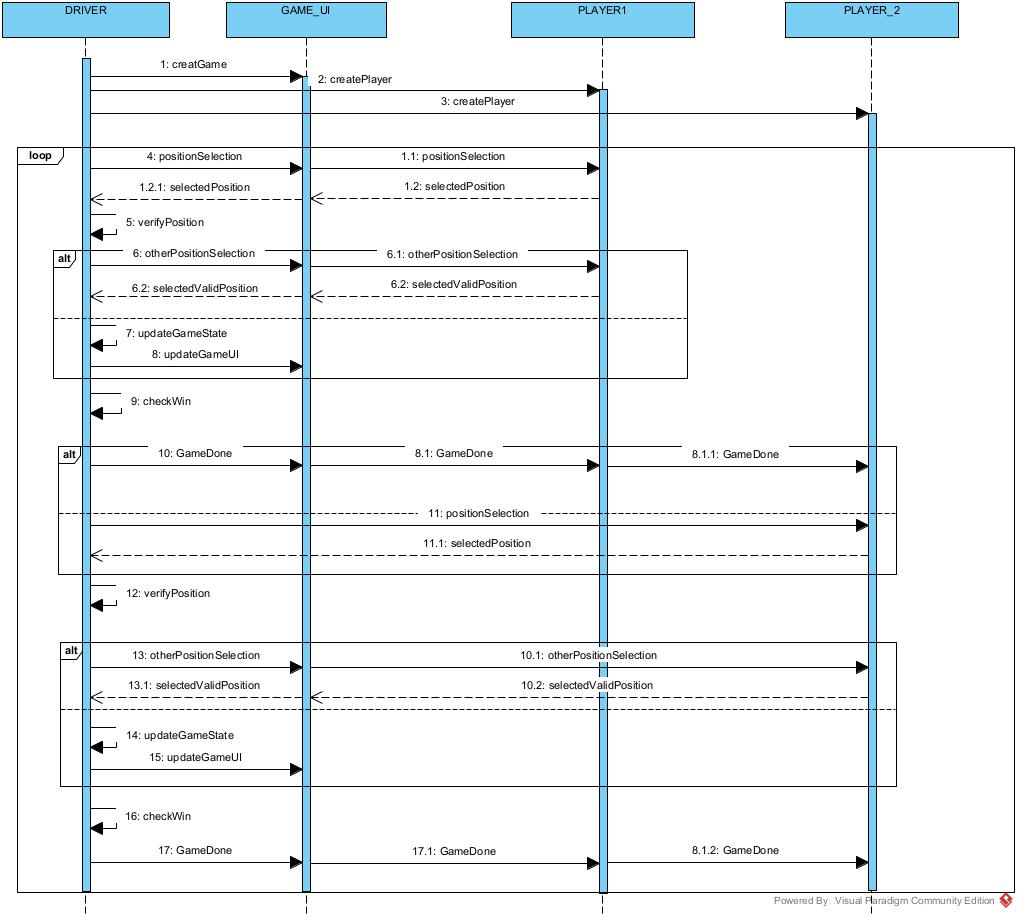 DRIVER
GAME_UI
PLAYER1
PLAYER_2
1: creatGame
2: createPlayer
3: createPlayer
loop
4: positionSelection
1.1: positionSelection
1.2.1: selectedPosition
1.2: selectedPosition
5: verifyPosition
alt
6: otherPositionSelection
6.1: otherPositionSelection
6.2: selectedValidPosition
6.2: selectedValidPosition
7: updateGameState
8: updateGameUI
9: checkWin
alt
10: GameDone
8.1: GameDone
8.1.1: GameDone
11: positionSelection
11.1: selectedPosition
12: verifyPosition
alt
13: otherPositionSelection
10.1: otherPositionSelection
13.1: selectedValidPosition
10.2: selectedValidPosition
14: updateGameState
15: updateGameUI
16: checkWin
17: GameDone
17.1: GameDone
8.1.2: GameDone
Powered By: Visual Paradigm Community Edition